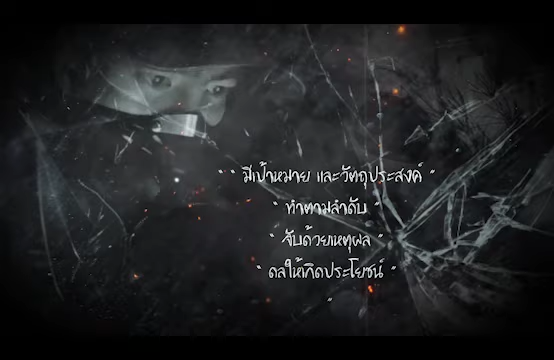 " " มีเป้าหมาย และวัตถุประสงค์ "
" ทำตามลำดับ "
" จับด้วยเหตุผล "
" ดลให้เกิดประโยชน์ "
"